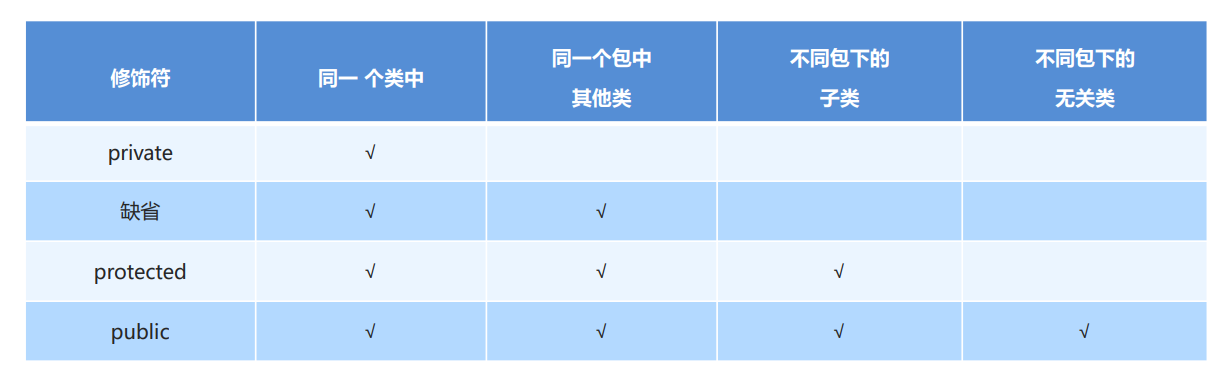 修饰符 同一 个类中 同一个包中 不同包下的 不同包下的
其他类 子类 无关类
private √
缺省 √ √
protected √ √ √
public √ √ √ √